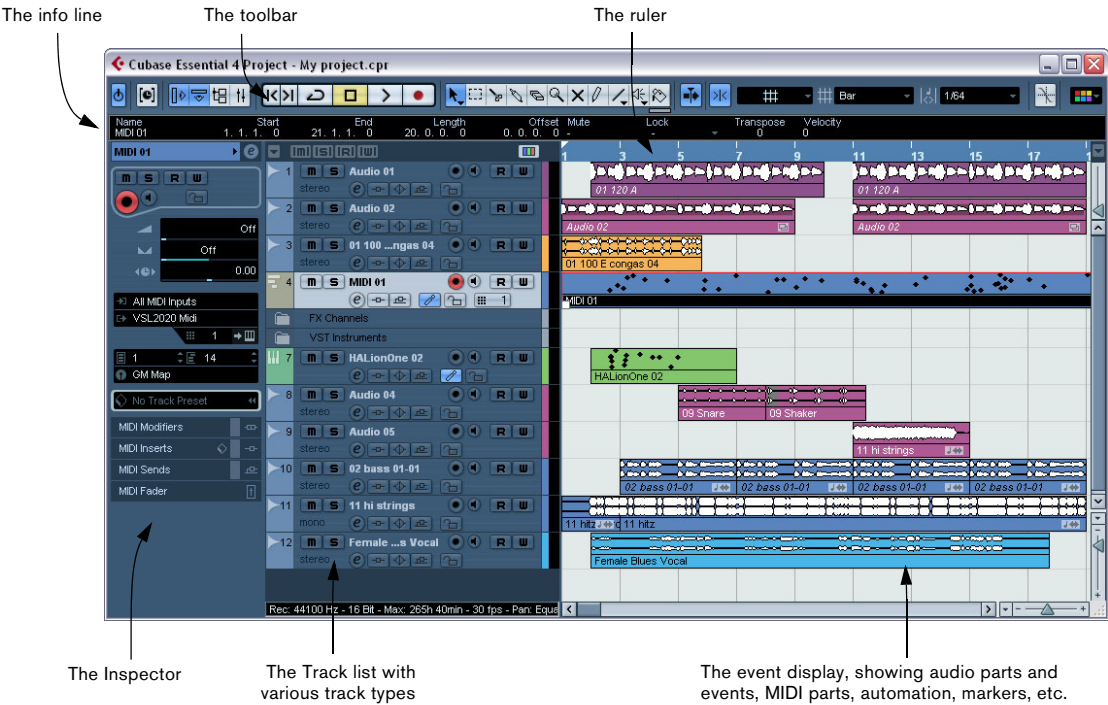 The info line
The toolbar
The ruler
Cubase Essential 4 Project - My project.cpr
Bar
1/64
Name Start End Length Offset Mute Lock Transpose Velocity
MIDI 01 1. 1. 1. 0 21. 1. 1. 0 20. 0. 0. 0 0. 0. 0. 0 - - 0 0
MIDI 01
m S R W
[m] [S] [R] [W]
1 3 5 7 9 11 13 15 17 1
Off
Off
0.00
All MIDI Inputs
VSL2020 Midi
1
1 14
GM Map
No Track Preset
MIDI Modifiers
MIDI Inserts
MIDI Sends
MIDI Fader
1 m S Audio 01 R W
stereo e
2 m S Audio 02 R W
stereo e
3 m S 01 100 ...ngas 04 R W
stereo e
4 m S MIDI 01 R W
e 1
FX Channels
VST Instruments
7 m S HALionOne 02 R W
e
8 m S Audio 04 R W
stereo e
9 m S Audio 05 R W
stereo e
10 m S 02 bass 01-01 R W
stereo e
11 m S 11 hi strings R W
mono e
12 m S Female ...s Vocal R W
stereo e
01 120 A 01 120 A
Audio 02 Audio 02
01 100 E congas 04
MIDI 01
HALionOne 02
09 Snare 09 Shaker
11 hi strings
02 bass 01-01 02 bass 01-01 02 bass 01-01 02 bass 01-01
11 hitz 11 hitz
Female Blues Vocal
Rec: 44100 Hz - 16 Bit - Max: 265h 40min - 30 fps - Pan: Equa
The Inspector
The Track list with
various track types
The event display, showing audio parts and
events, MIDI parts, automation, markers, etc.